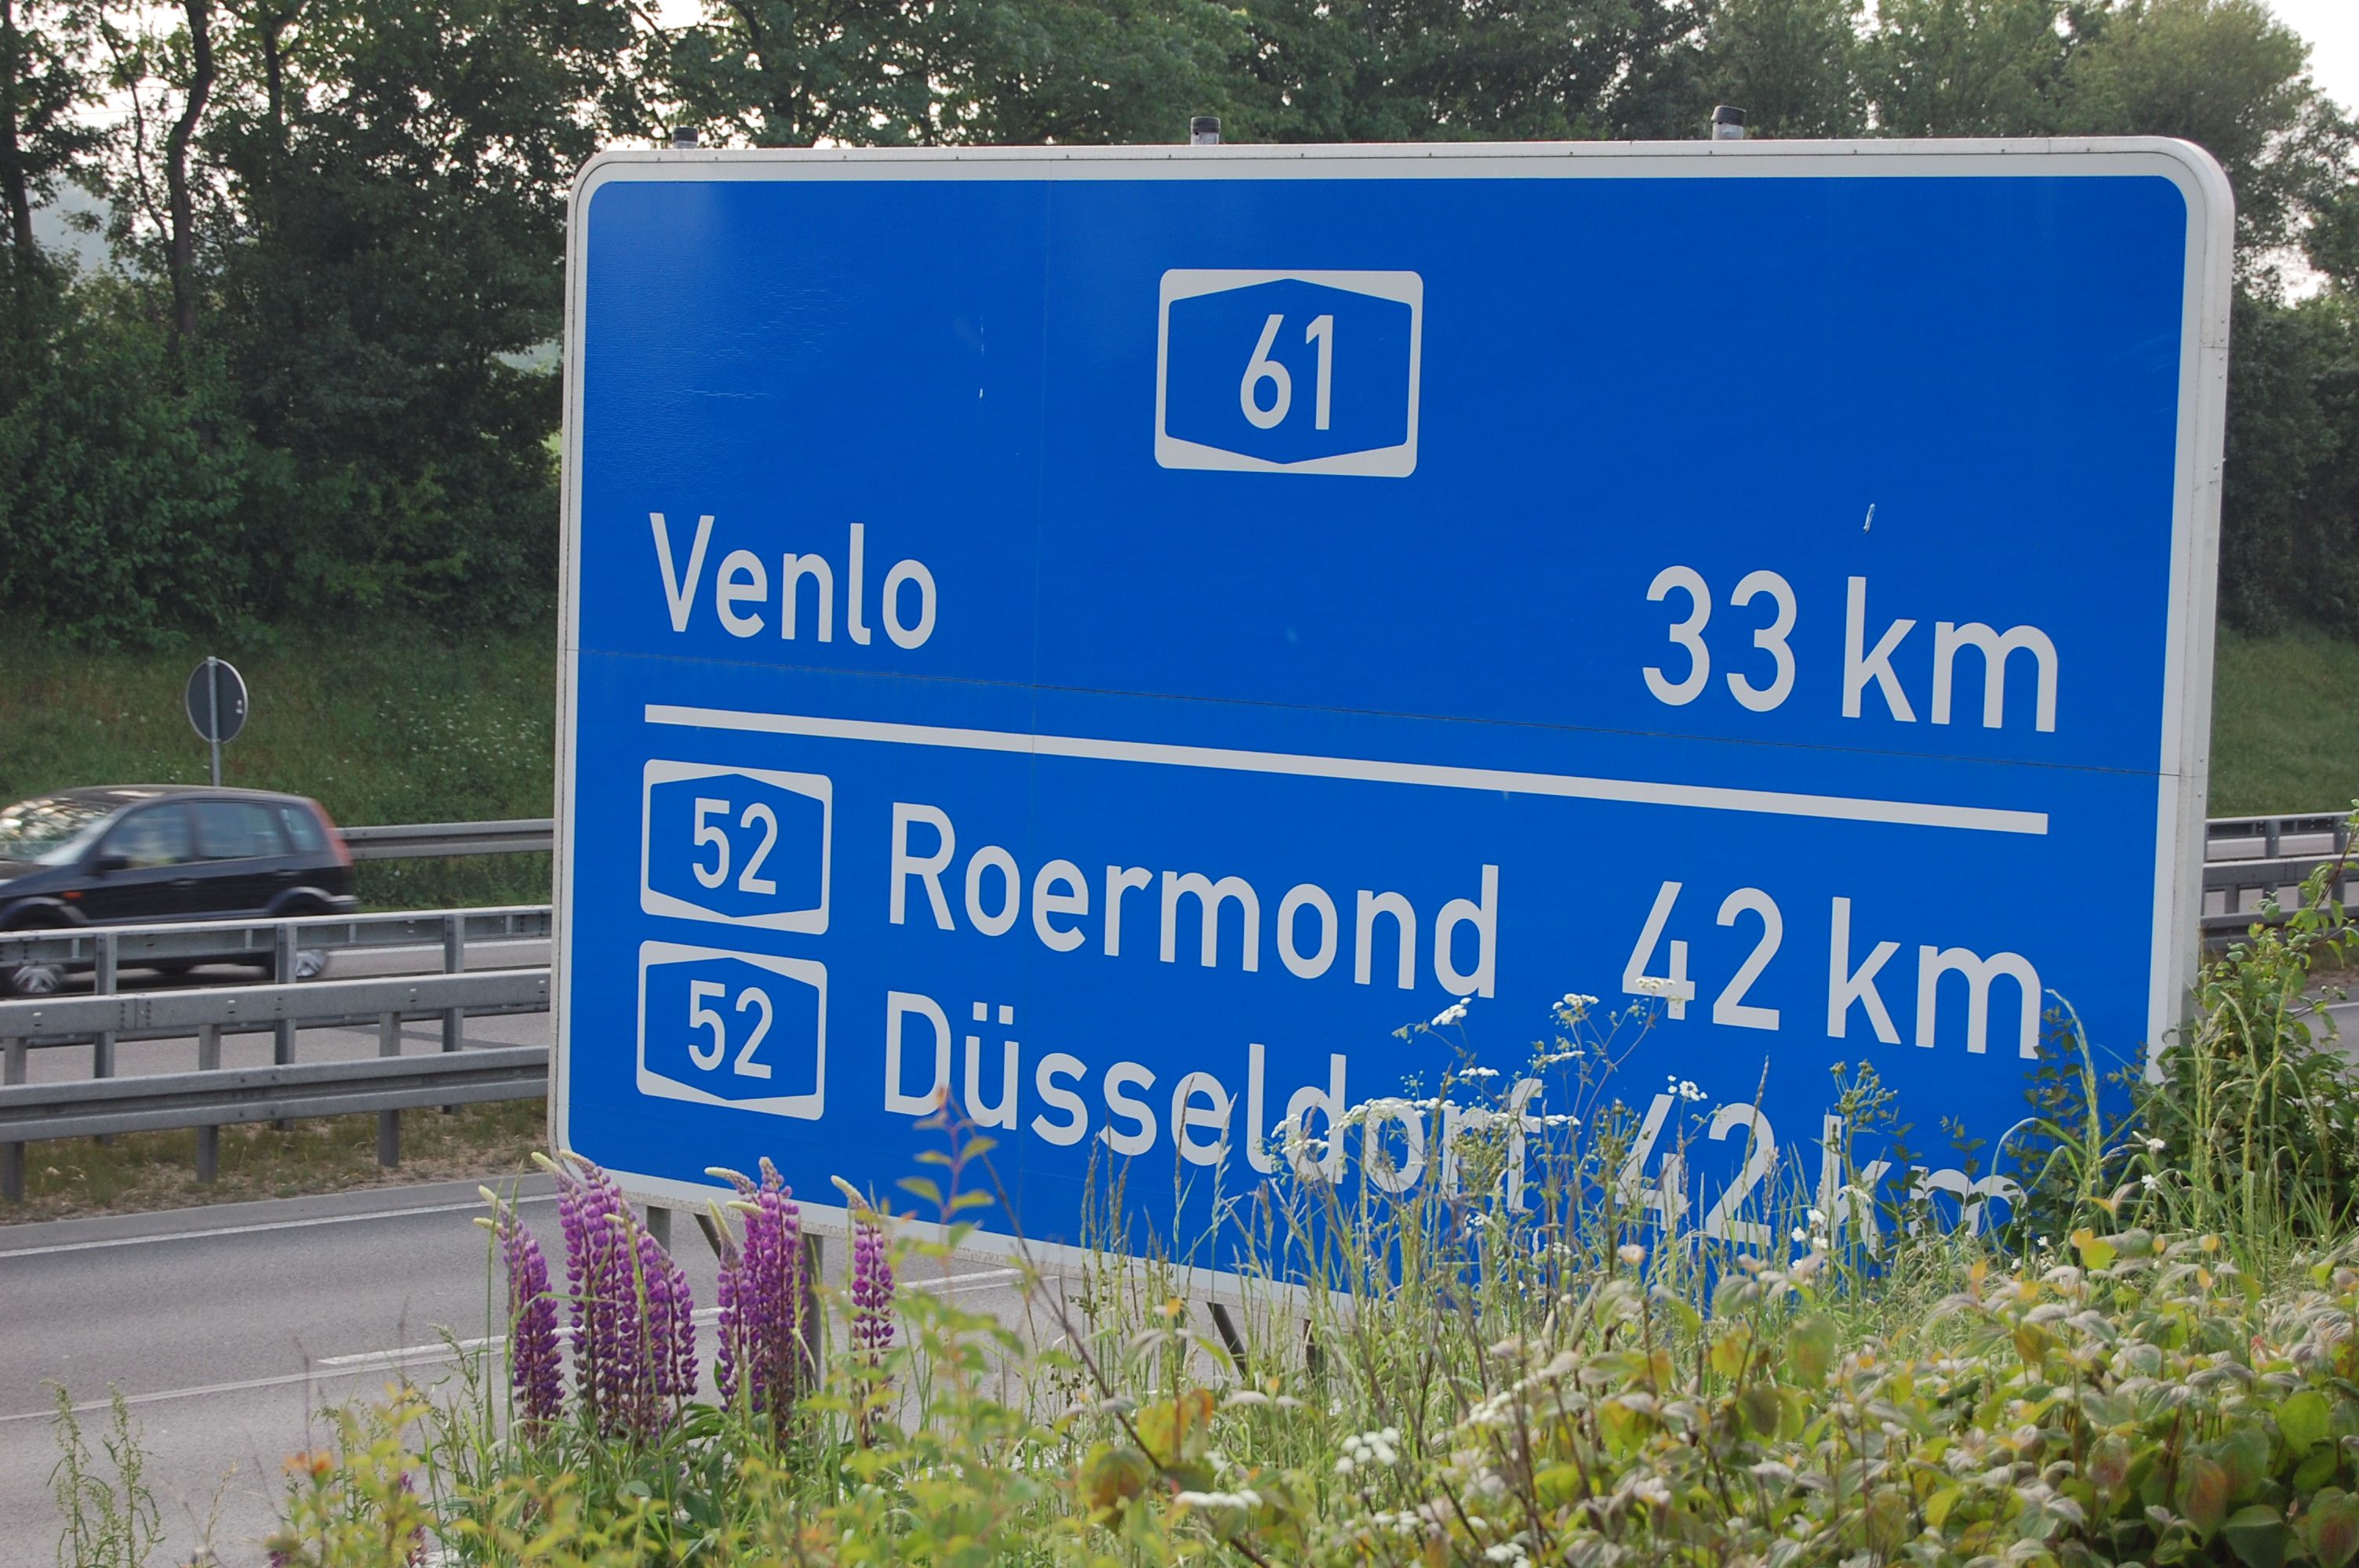 61
Venlo 33 km
52 Roermond 42 km
52 Düsseldorf 42 km